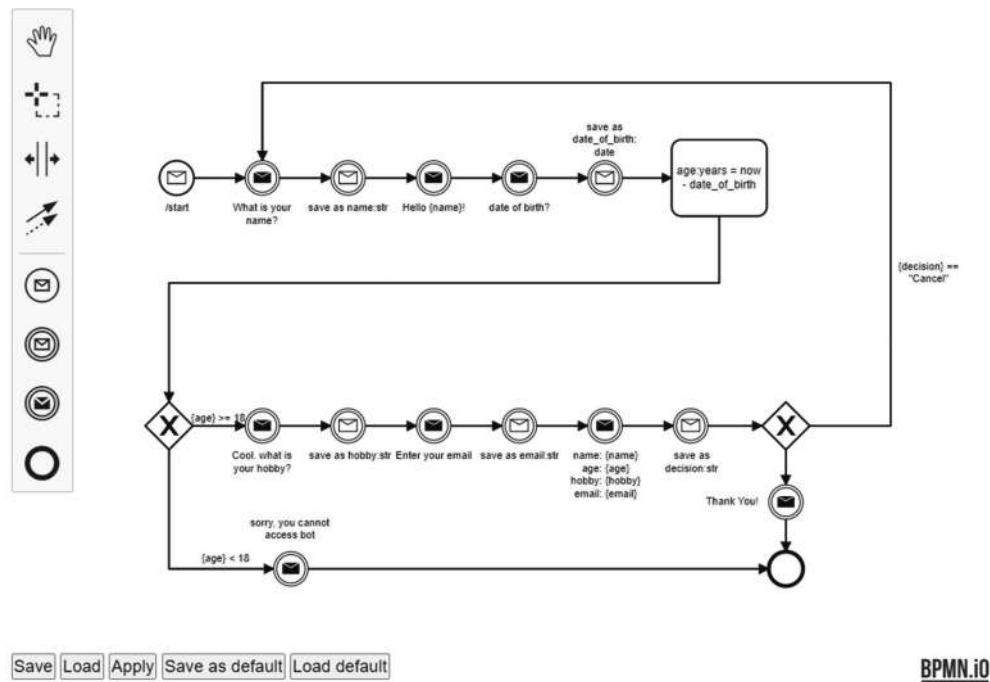 save as
date_of_birth:
date
age:years = now
- date_of_birth
/start
What is your
name?
save as name:str
Hello {name}!
date of birth?
{decision} ==
"Cancel"
X
{age} >= 18
X
Cool. what is
your hobby?
save as hobby:str
Enter your email
save as email:str
name: {name}
age: {age}
hobby: {hobby}
email: {email}
save as
decision:str
Thank You!
sorry, you cannot
access bot
{age} < 18
Save Load Apply Save as default Load default
BPMN.iO